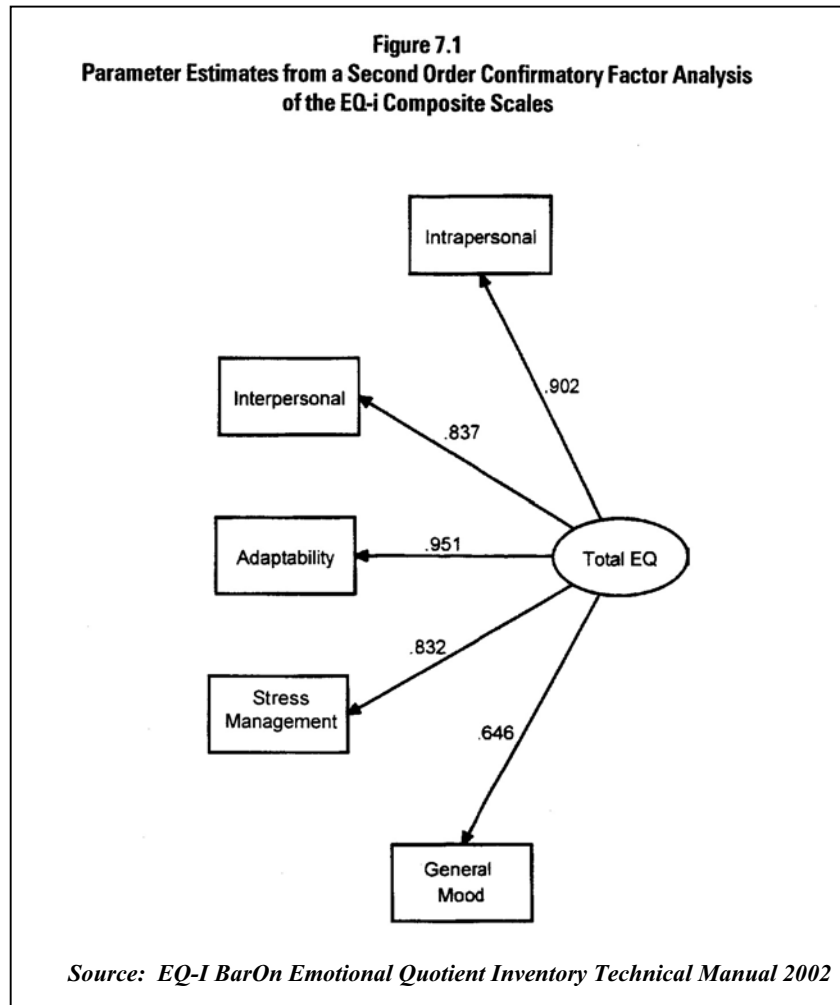 Figure 7.1
Parameter Estimates from a Second Order Confirmatory Factor Analysis
of the EQ-i Composite Scales
Intrapersonal
.902
Interpersonal
.837
Adaptability
.951
Total EQ
.832
Stress
Management
.646
General
Mood
Source: EQ-I BarOn Emotional Quotient Inventory Technical Manual 2002